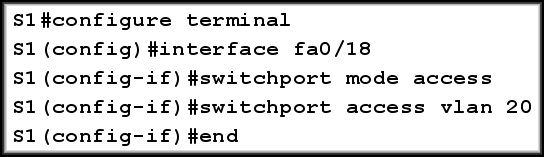 S1#configure terminal
S1(config)#interface fa0/18
S1(config-if)#switchport mode access
S1(config-if)#switchport access vlan 20
S1(config-if)#end